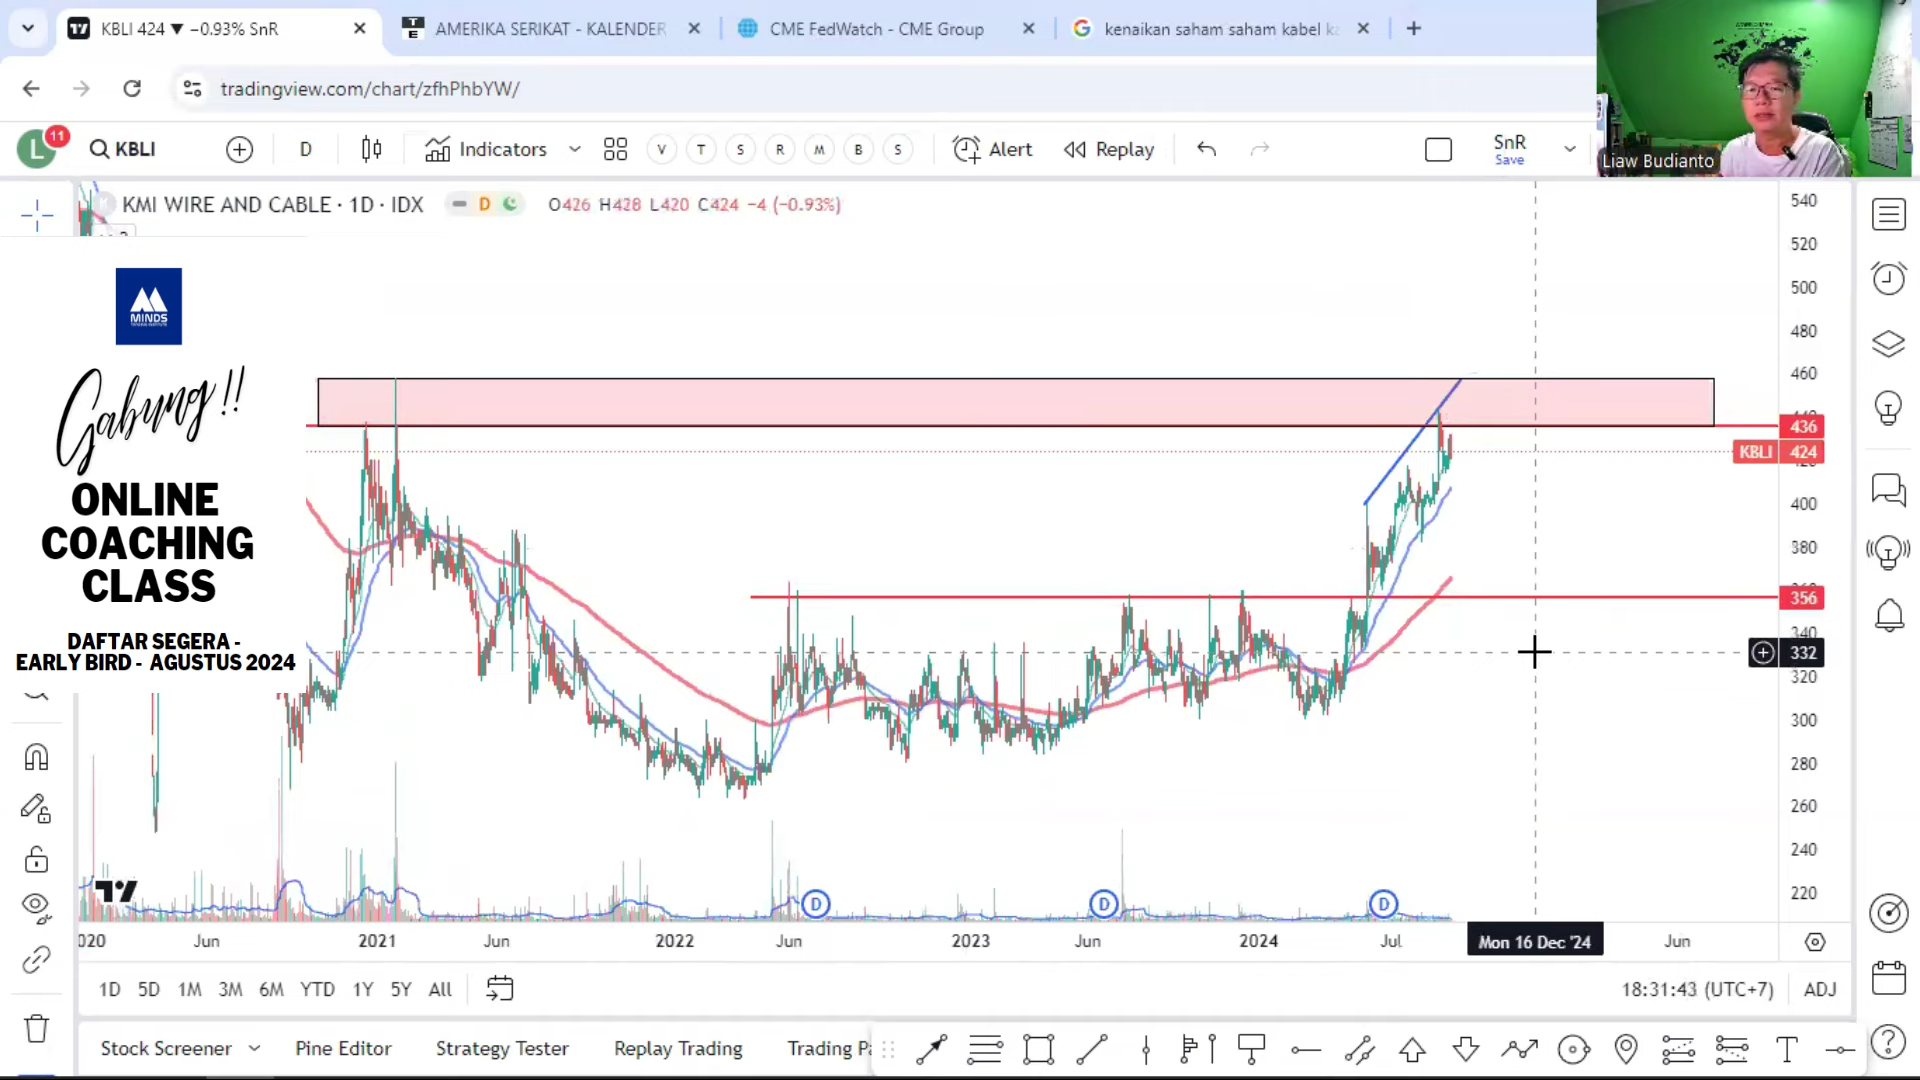 KBLI 424 ▼ −0.93% SnR
AMERIKA SERIKAT - KALENDER
CME FedWatch - CME Group
kenaikan saham saham kabel ka
tradingview.com/chart/zfhPhbYW/
L
11
KBLI
D
Indicators
V
T
S
R
M
B
S
Alert
Replay
SnR
Save
Liaw Budianto
KMI WIRE AND CABLE · 1D · IDX
D
O426 H428 L420 C424 −4 (−0.93%)
MINDS
Gabung !!
ONLINE
COACHING
CLASS
DAFTAR SEGERA -
EARLY BIRD - AGUSTUS 2024
540
520
500
480
460
436
KBLI 424
400
380
356
340
332
320
300
280
260
240
220
D
D
D
020
Jun
2021
Jun
2022
Jun
2023
Jun
2024
Jul
Mon 16 Dec '24
Jun
1D
5D
1M
3M
6M
YTD
1Y
5Y
All
18:31:43 (UTC+7)
ADJ
Stock Screener
Pine Editor
Strategy Tester
Replay Trading
Trading Pa